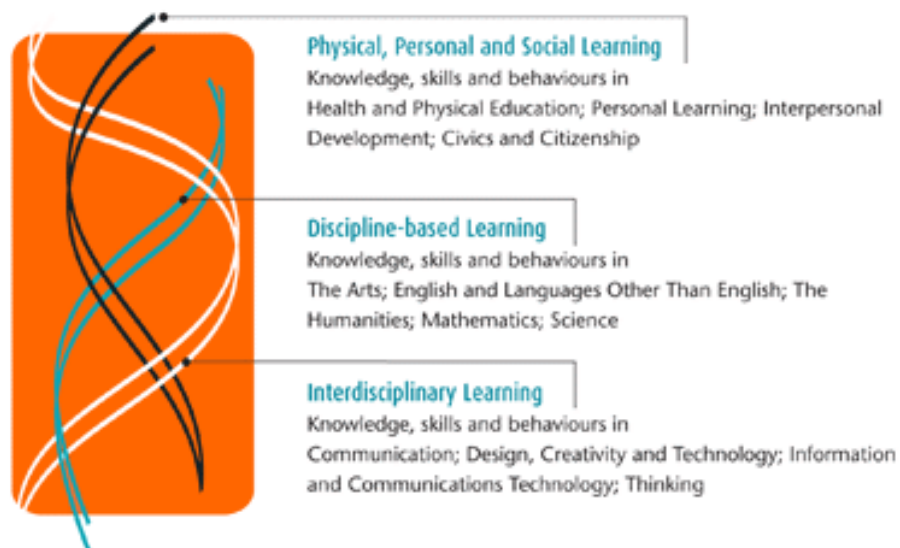 Physical, Personal and Social Learning
Knowledge, skills and behaviours in
Health and Physical Education; Personal Learning; Interpersonal
Development; Civics and Citizenship
Discipline-based Learning
Knowledge, skills and behaviours in
The Arts; English and Languages Other Than English; The
Humanities; Mathematics; Science
Interdisciplinary Learning
Knowledge, skills and behaviours in
Communication; Design, Creativity and Technology; Information
and Communications Technology; Thinking